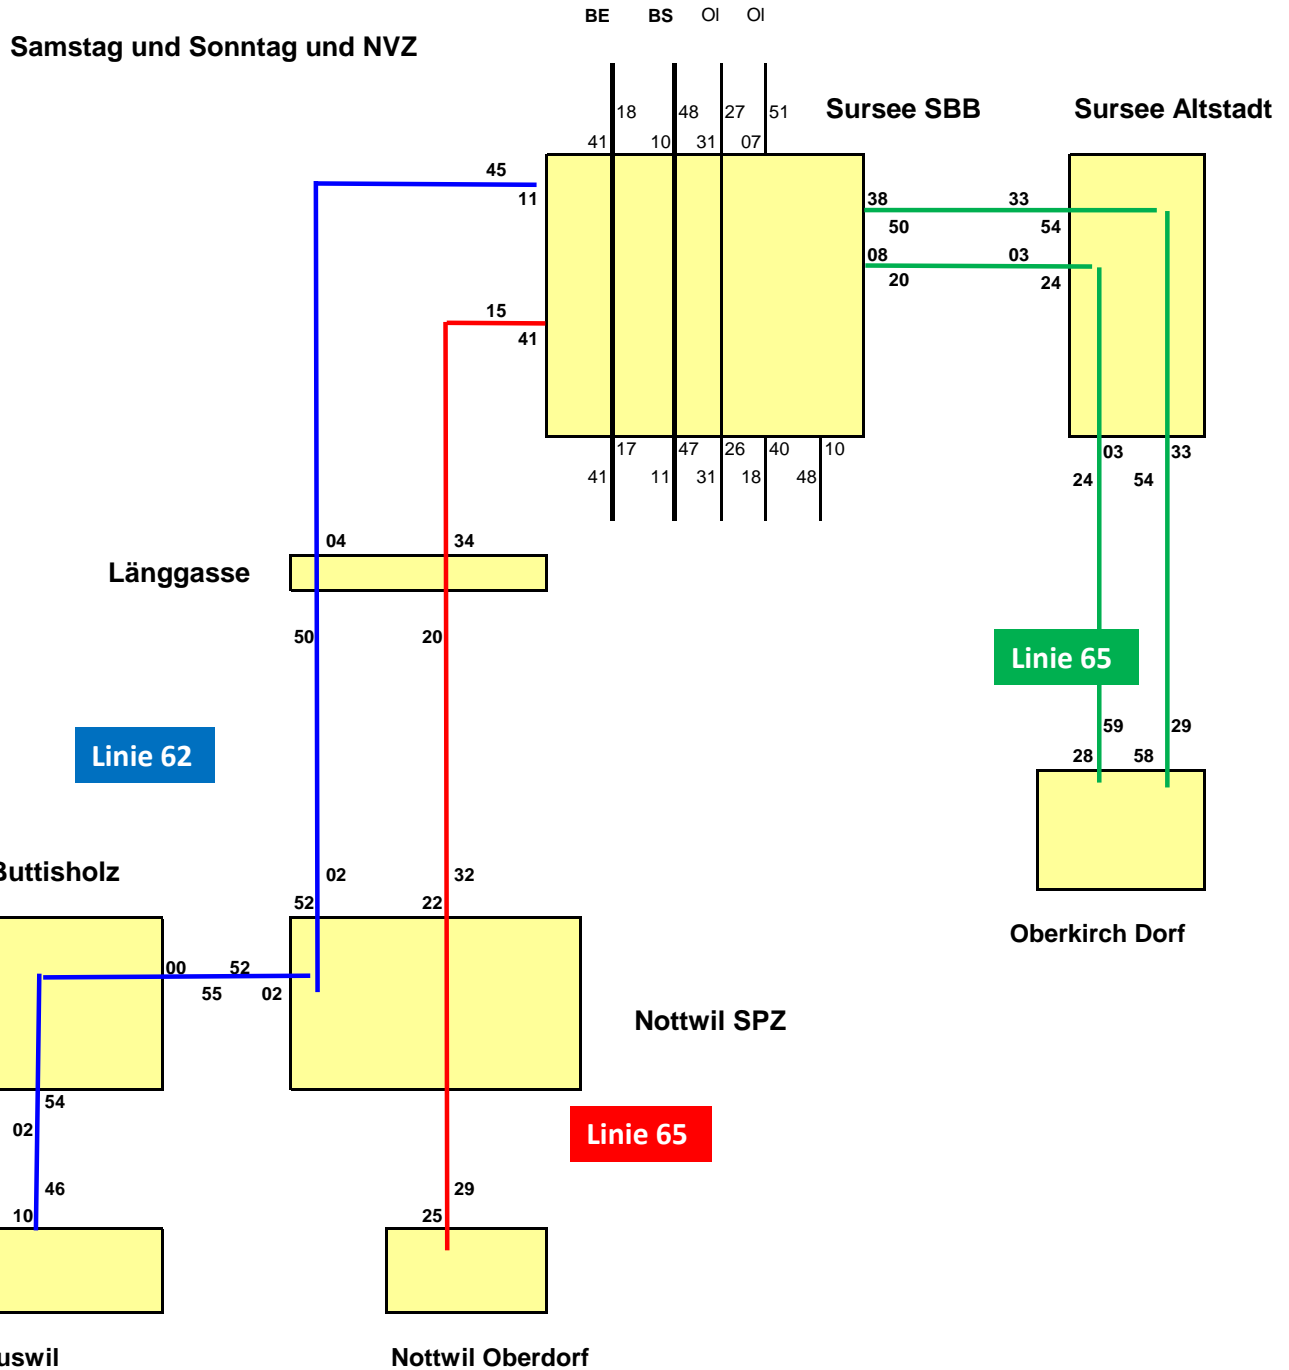 BE BS Ol Ol
Samstag und Sonntag und NVZ
18 48 27 51
Sursee SBB Sursee Altstadt
41 10 31 07
45
11
38 33
50 54
08 03
20 24
15
41
17 47 26 40 10
41 11 31 18 48
03 33
24 54
04 34
Länggasse
50 20
Linie 65
59 29
28 58
Linie 62
Buttisholz
02 32
52 22
Oberkirch Dorf
00 52
55 02
Nottwil SPZ
54
02
Linie 65
46 29
10 25
uswil
Nottwil Oberdorf